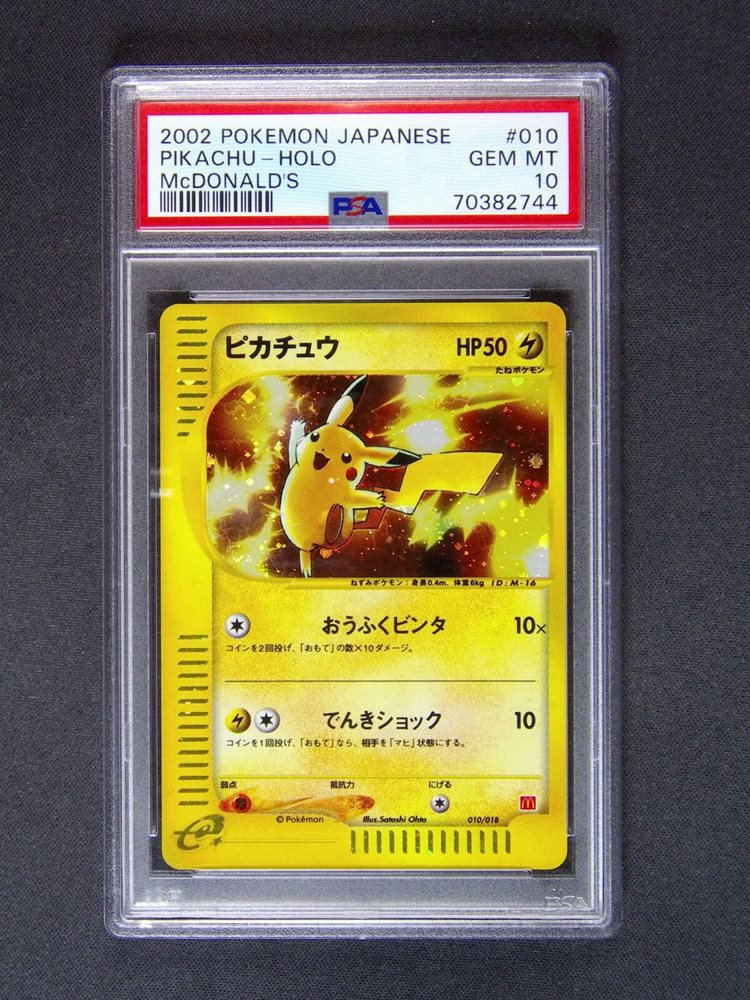 2002 POKEMON JAPANESE #010
PIKACHU-HOLO GEM MT
McDONALD'S 10
PSA 70382744
ピカチュウ HP50
たねポケモン
ねずみポケモン:身長0.4m、体重6kg ID:M-16
おうふくビンタ 10×
コインを2回投げ、「おもて」の数×10ダメージ。
でんきショック 10
コインを1回投げ、「おもて」なら、相手を「マヒ」状態にする。
弱点 抵抗力 にげる
©Pokémon Illus.Satoshi Ohta 010/018